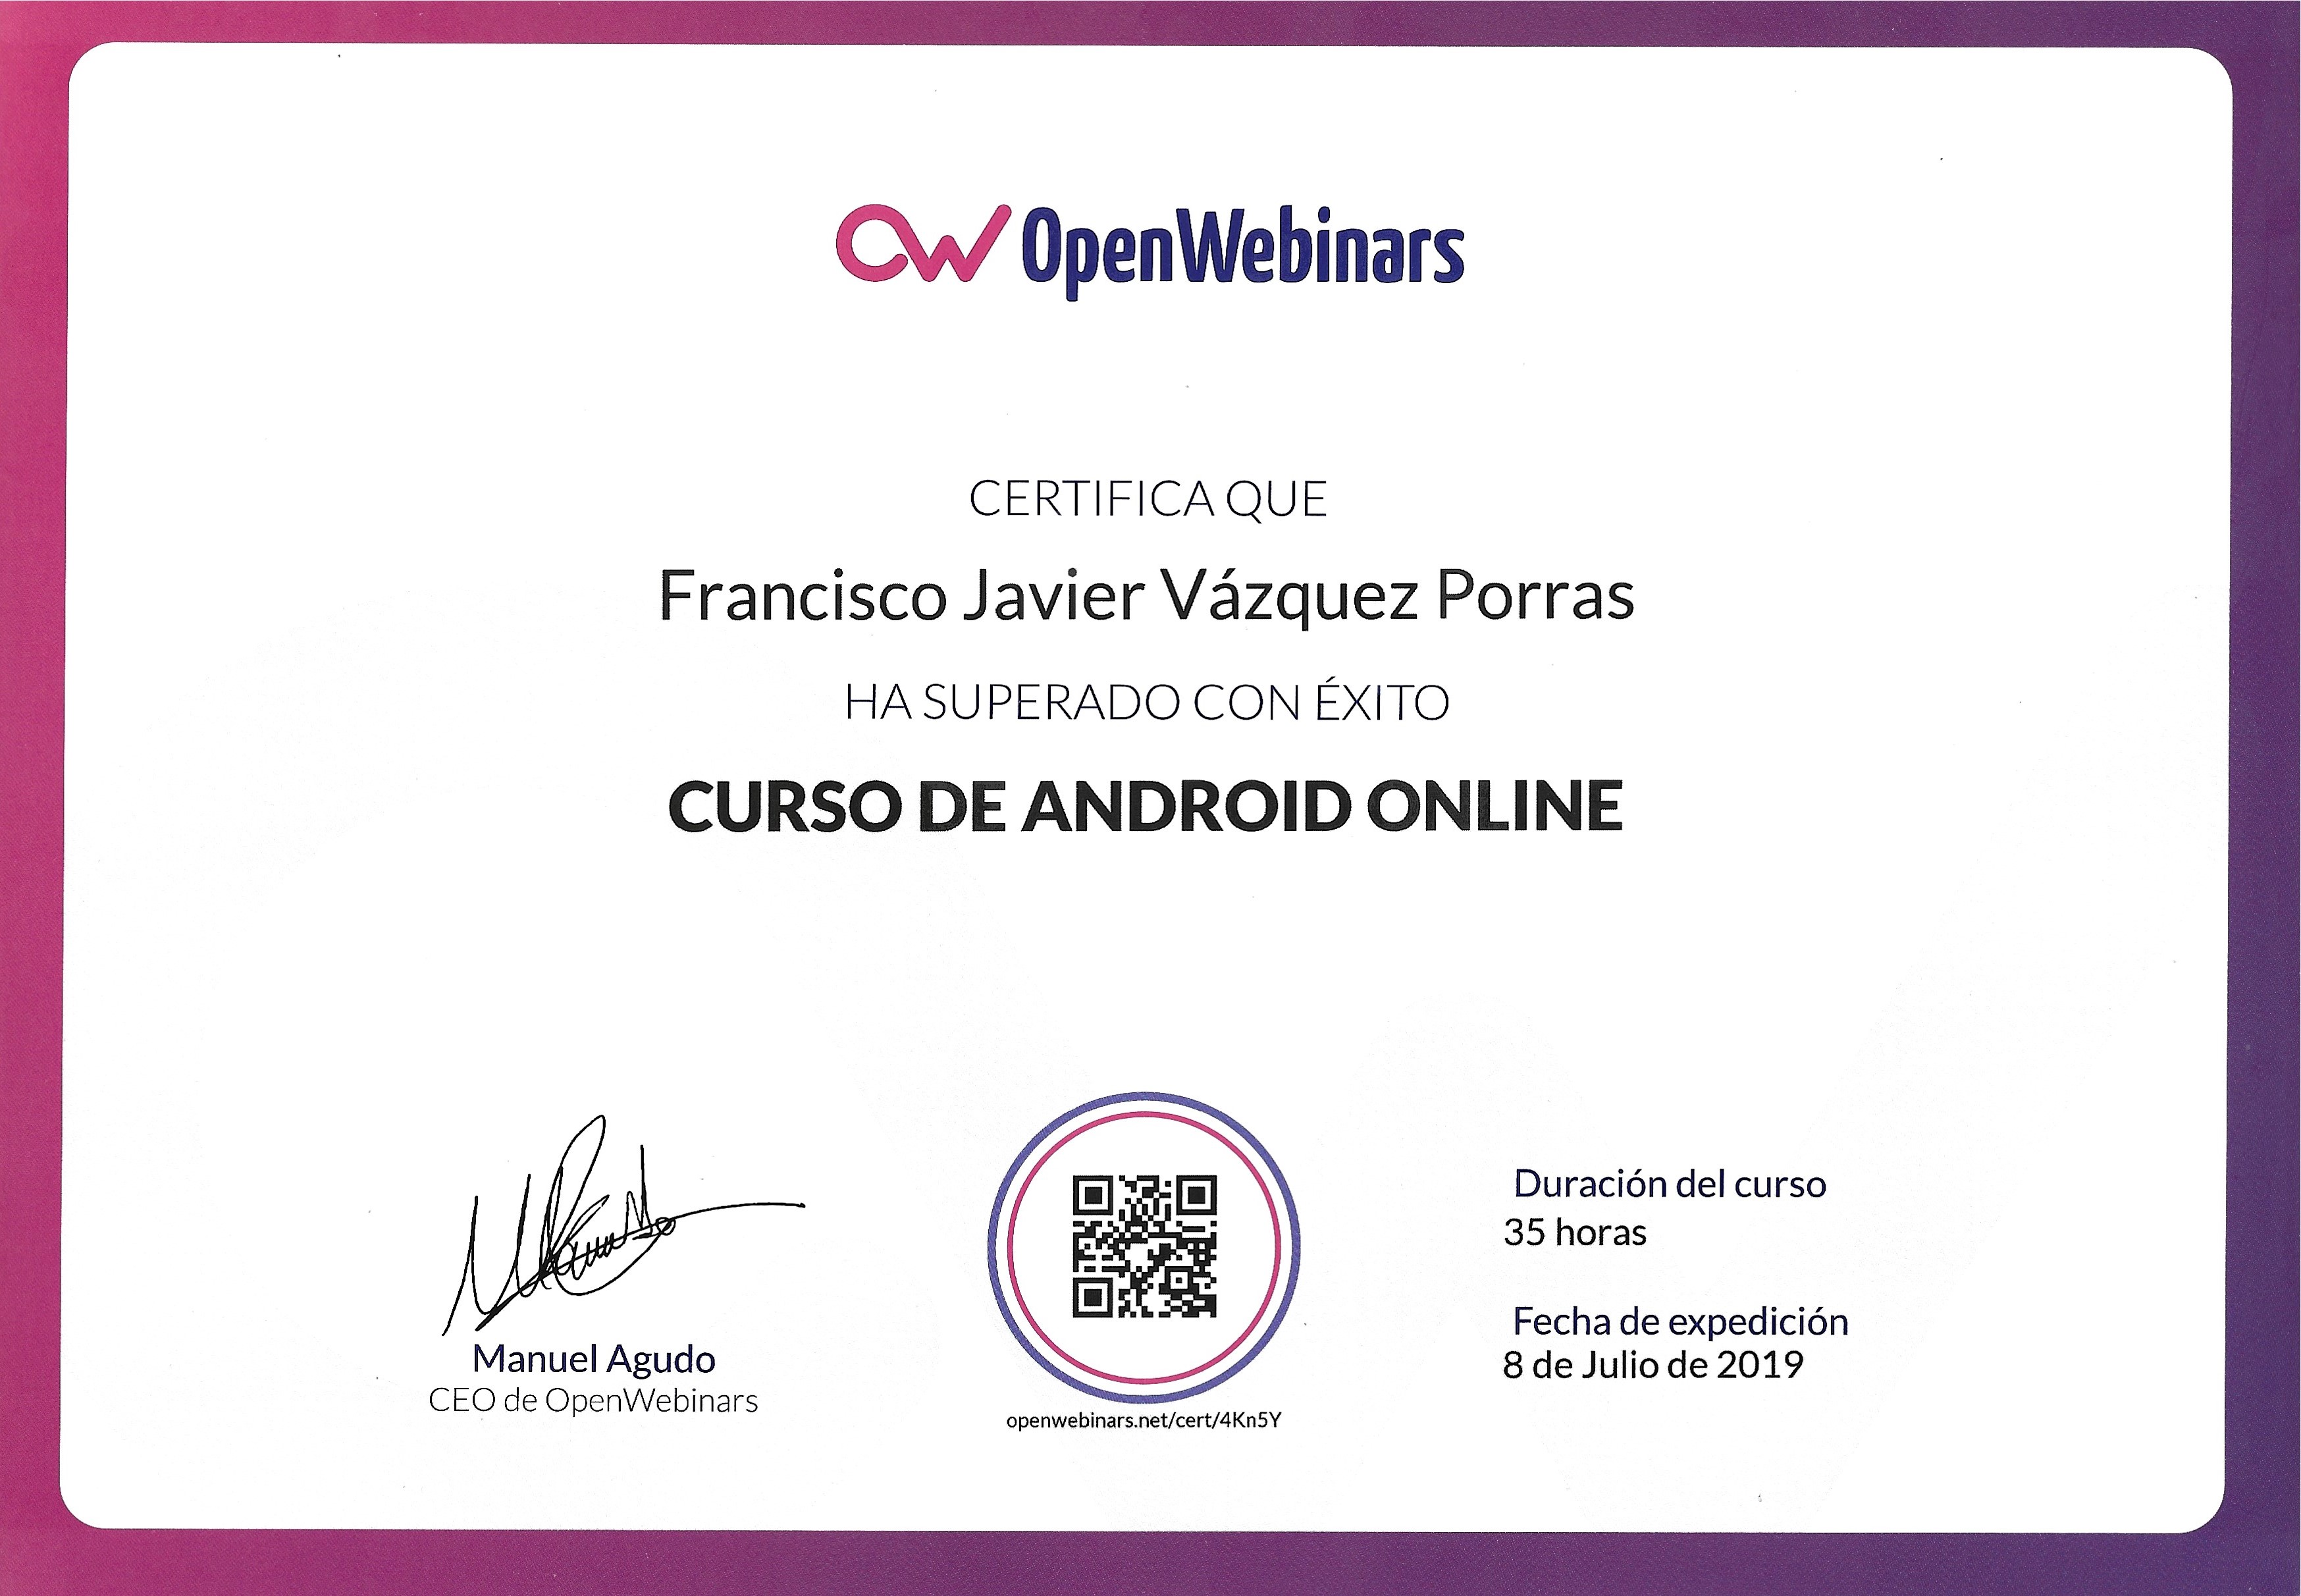 OpenWebinars
CERTIFICA QUE
Francisco Javier Vázquez Porras
HA SUPERADO CON ÉXITO
CURSO DE ANDROID ONLINE
Manuel Agudo
CEO de OpenWebinars
openwebinars.net/cert/4Kn5Y
Duración del curso
35 horas
Fecha de expedición
8 de Julio de 2019